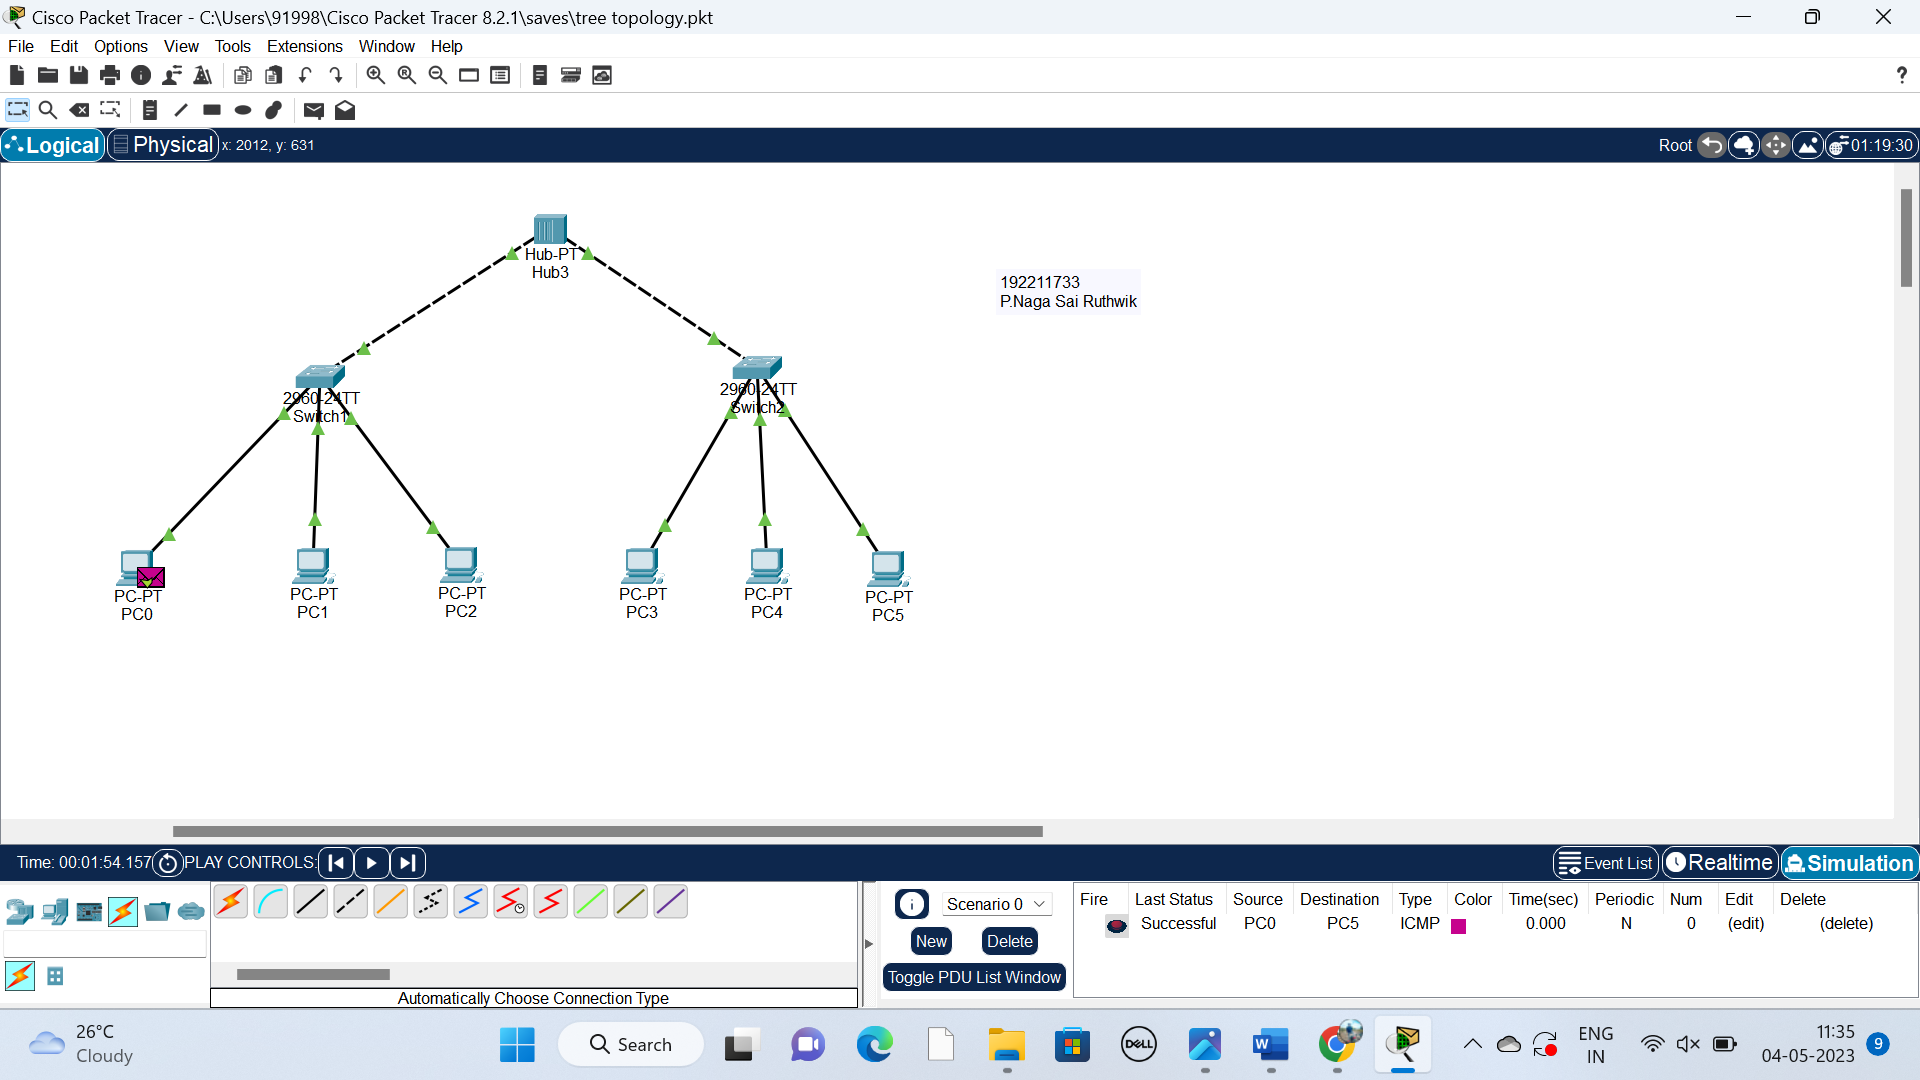 Cisco Packet Tracer - C:\Users\91998\Cisco Packet Tracer 8.2.1\saves\tree topology.pkt
File Edit Options View Tools Extensions Window Help
?
Logical Physical x: 2012, y: 631 Root 01:19:30
Hub-PT
Hub3
192211733
P.Naga Sai Ruthwik
2960-24TT
Switch1
2960-24TT
Switch2
PC-PT
PC0
PC-PT
PC1
PC-PT
PC2
PC-PT
PC3
PC-PT
PC4
PC-PT
PC5
Time: 00:01:54.157 PLAY CONTROLS: Event List Realtime Simulation
Automatically Choose Connection Type
Scenario 0
New Delete
Toggle PDU List Window
Fire Last Status Source Destination Type Color Time(sec) Periodic Num Edit Delete
Successful PC0 PC5 ICMP 0.000 N 0 (edit) (delete)
26°C
Cloudy
Search
DELL
W
ENG
IN
11:35
04-05-2023
9